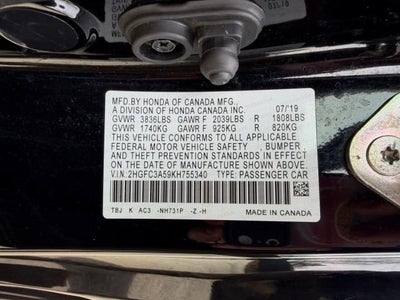 MFD.BY HONDA OF CANADA MFG.,
A DIVISION OF HONDA CANADA INC. 07/19
GVWR 3836LBS GAWR F 2039LBS R 1808LBS
GVWR 1740KG GAWR F 925KG R 820KG
THIS VEHICLE CONFORMS TO ALL APPLICABLE
FEDERAL MOTOR VEHICLE SAFETY , BUMPER ,
AND THEFT PREVENTION STANDARDS IN EFFECT
ON THE DATE OF MANUFACTURE SHOWN ABOVE.
V.I.N: 2HGFC3A59KH755340 TYPE: PASSENGER CAR
TBJ K AC3 -NH731P -Z -H MADE IN CANADA